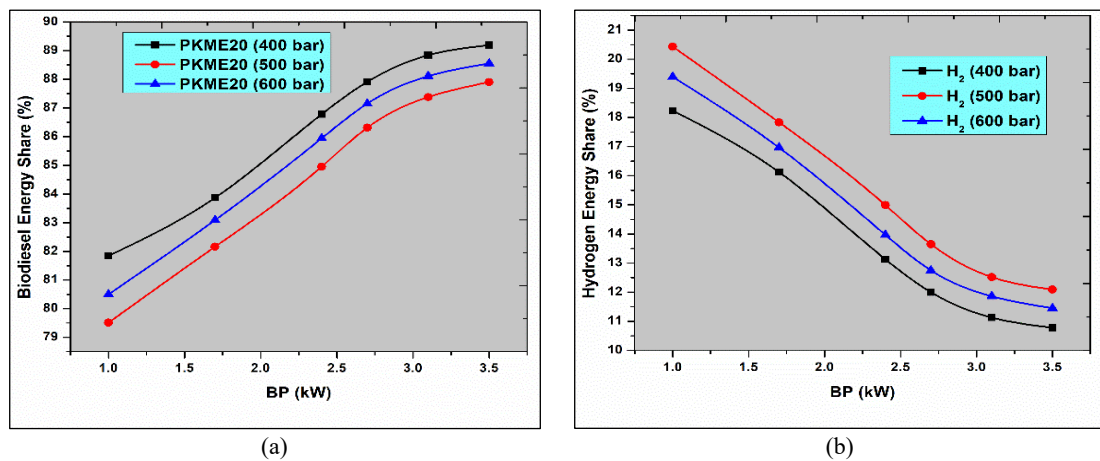 90
89
88
87
86
85
84
83
82
81
80
79
Biodiesel Energy Share (%)
PKME20 (400 bar)
PKME20 (500 bar)
PKME20 (600 bar)
1.0 1.5 2.0 2.5 3.0 3.5
BP (kW)
(a)
21
20
19
18
17
16
15
14
13
12
11
10
Hydrogen Energy Share (%)
H2 (400 bar)
H2 (500 bar)
H2 (600 bar)
1.0 1.5 2.0 2.5 3.0 3.5
BP (kW)
(b)